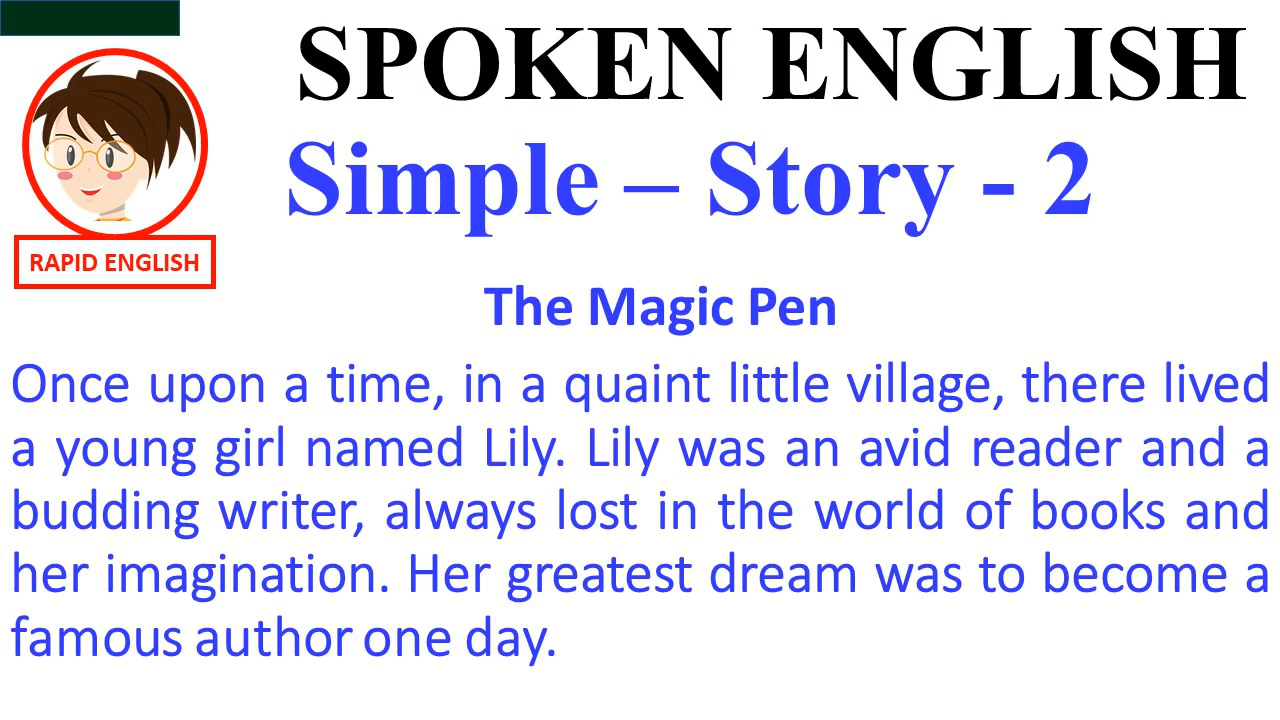 SPOKEN ENGLISH
Simple – Story - 2
RAPID ENGLISH
The Magic Pen
Once upon a time, in a quaint little village, there lived
a young girl named Lily. Lily was an avid reader and a
budding writer, always lost in the world of books and
her imagination. Her greatest dream was to become a
famous author one day.